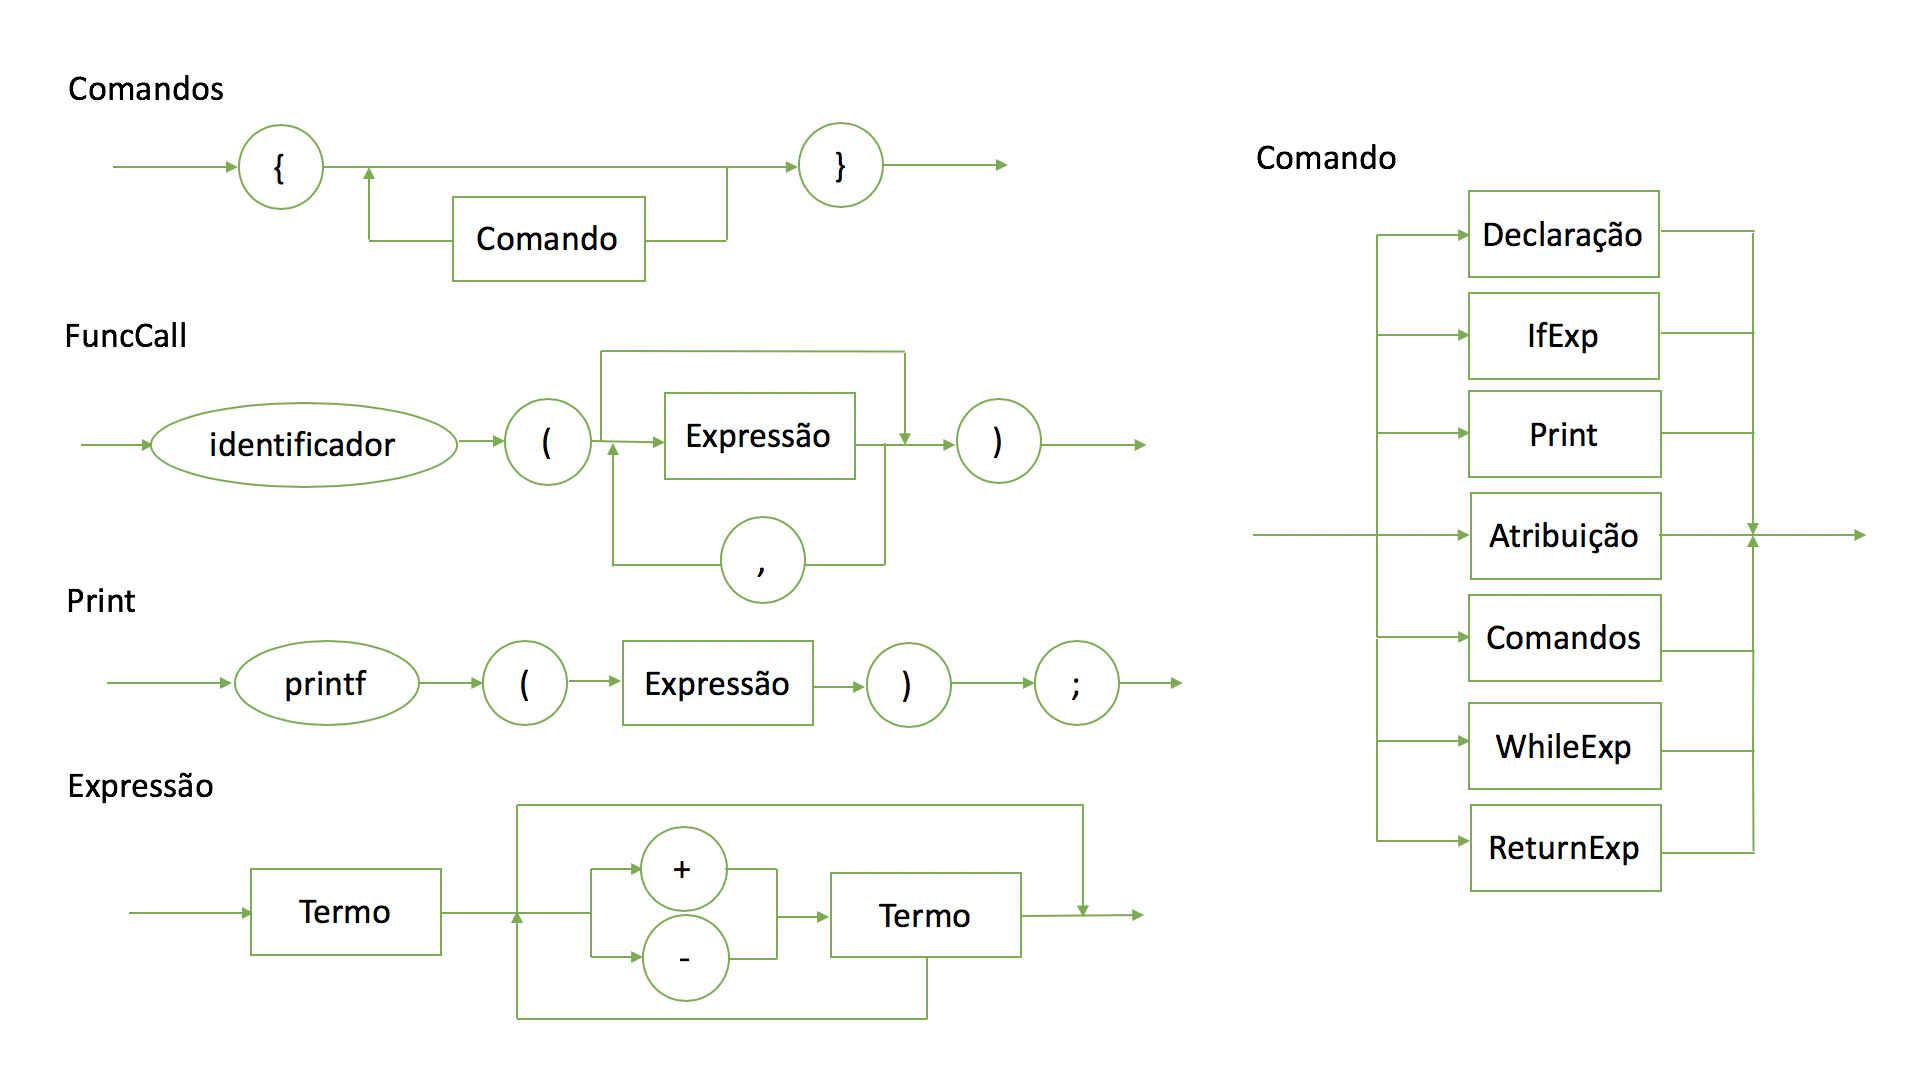 Comandos
{
}
Comando
FuncCall
identificador
(
Expressão
)
,
Print
printf
(
Expressão
)
;
Expressão
Termo
+
-
Termo
Comando
Declaração
IfExp
Print
Atribuição
Comandos
WhileExp
ReturnExp